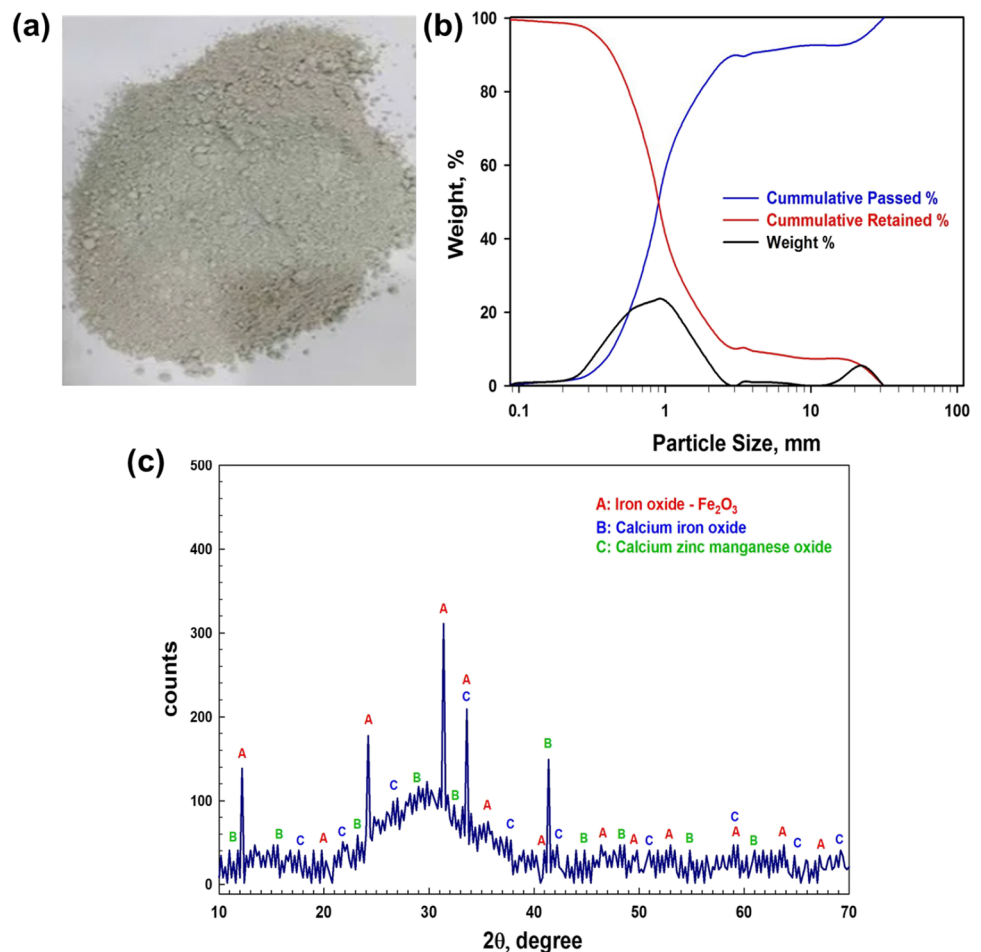 (a)
(b)
100
80
60
40
20
0
Weight, %
Cummulative Passed %
Cummulative Retained %
Weight %
0.1 1 10 100
Particle Size, mm
(c)
500
400
300
200
100
0
counts
A: Iron oxide - Fe₂O₃
B: Calcium iron oxide
C: Calcium zinc manganese oxide
A
A
C
A
A
B
A
C
B
B
A
C
B
B
C
A
C
B
A
C
A
C
B
A
B
A
C
A
B
C
A
B
A
C
A
C
10 20 30 40 50 60 70
2θ, degree